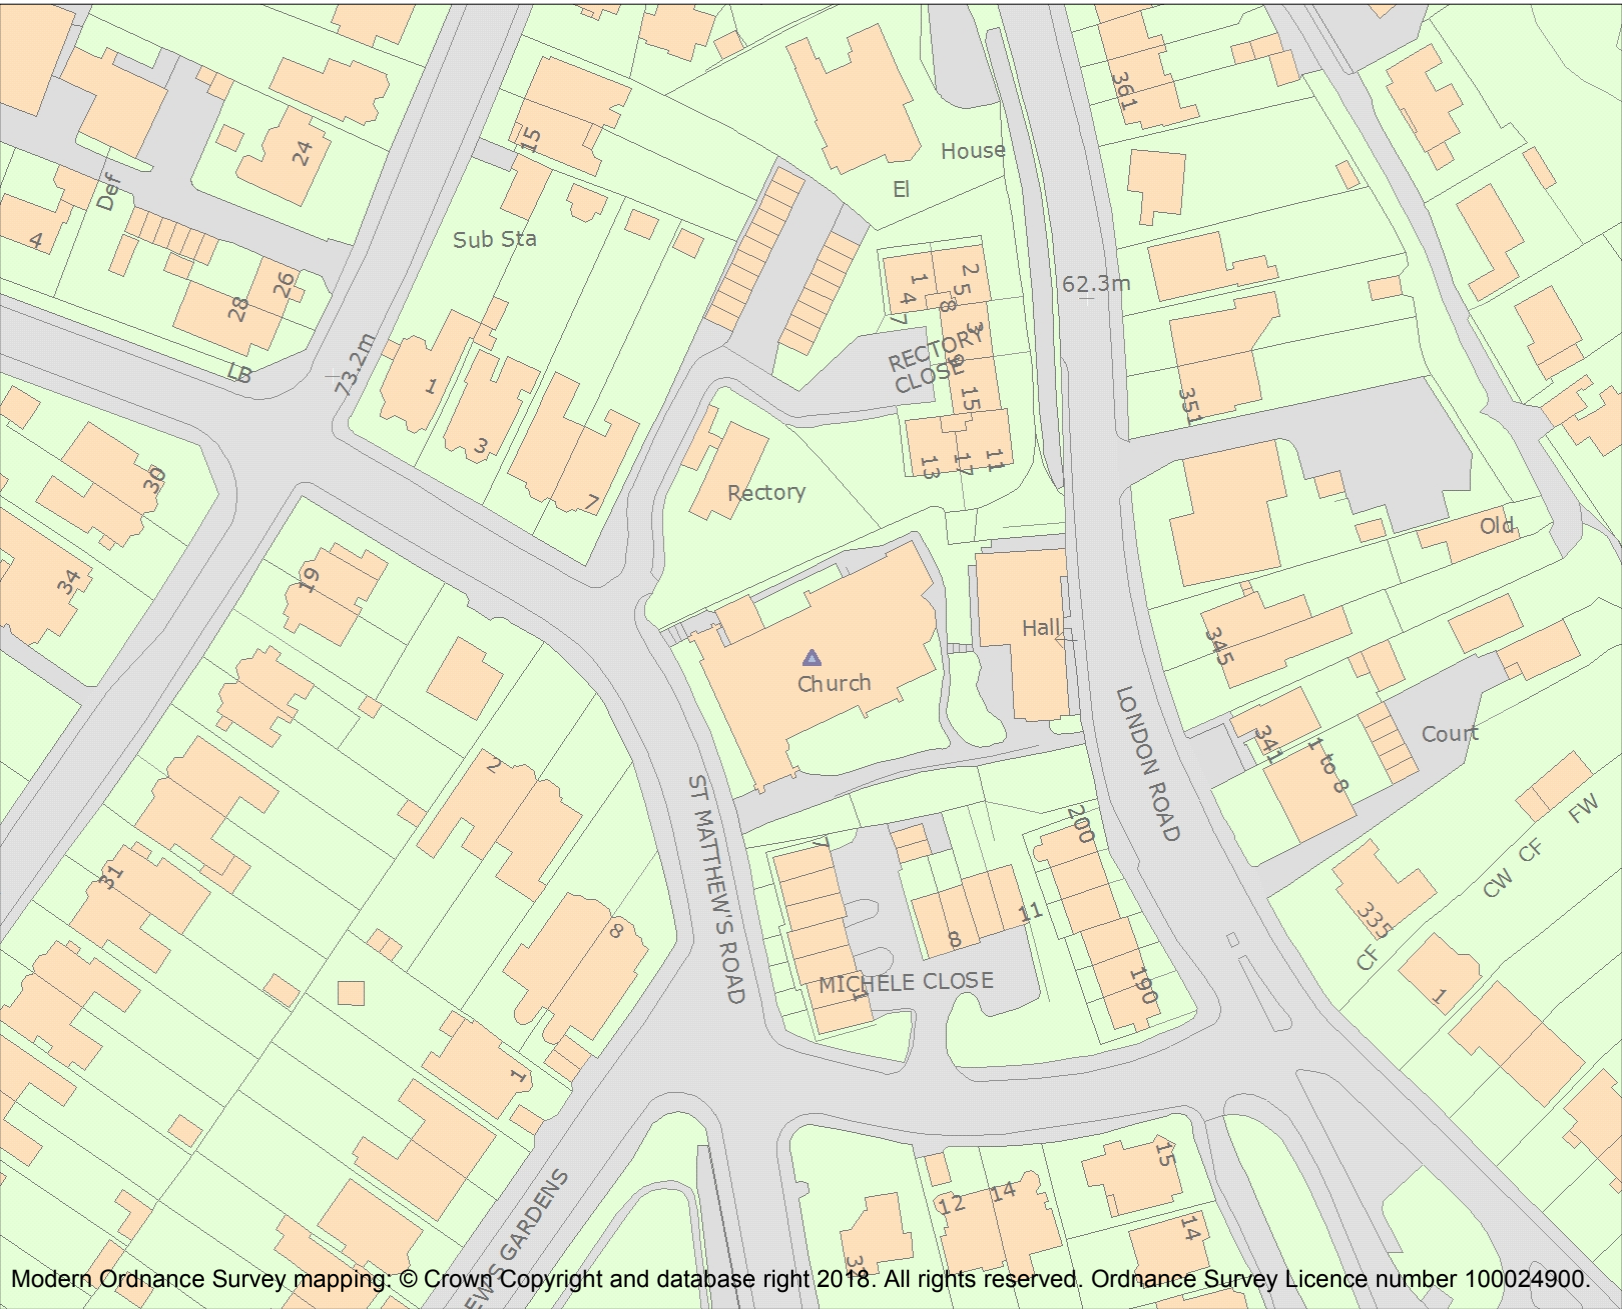 361
15
24
House
Def
El
4
Sub Sta
1
2
5
4
8
7
3
62.3m
26
28
RECTORY
CLOSE
9
LB
73.2m
1
15
351
3
13
17
11
30
Rectory
7
Old
34
19
Hall
345
Church
LONDON ROAD
341
1 to 8
Court
2
ST MATTHEW'S ROAD
200
FW
7
CF
31
CW
11
335
8
8
CF
MICHELE CLOSE
1
190
1
1
15
12
14
14
EW'S GARDENS
Modern Ordnance Survey mapping: © Crown Copyright and database right 2018. All rights reserved. Ordnance Survey Licence number 100024900.